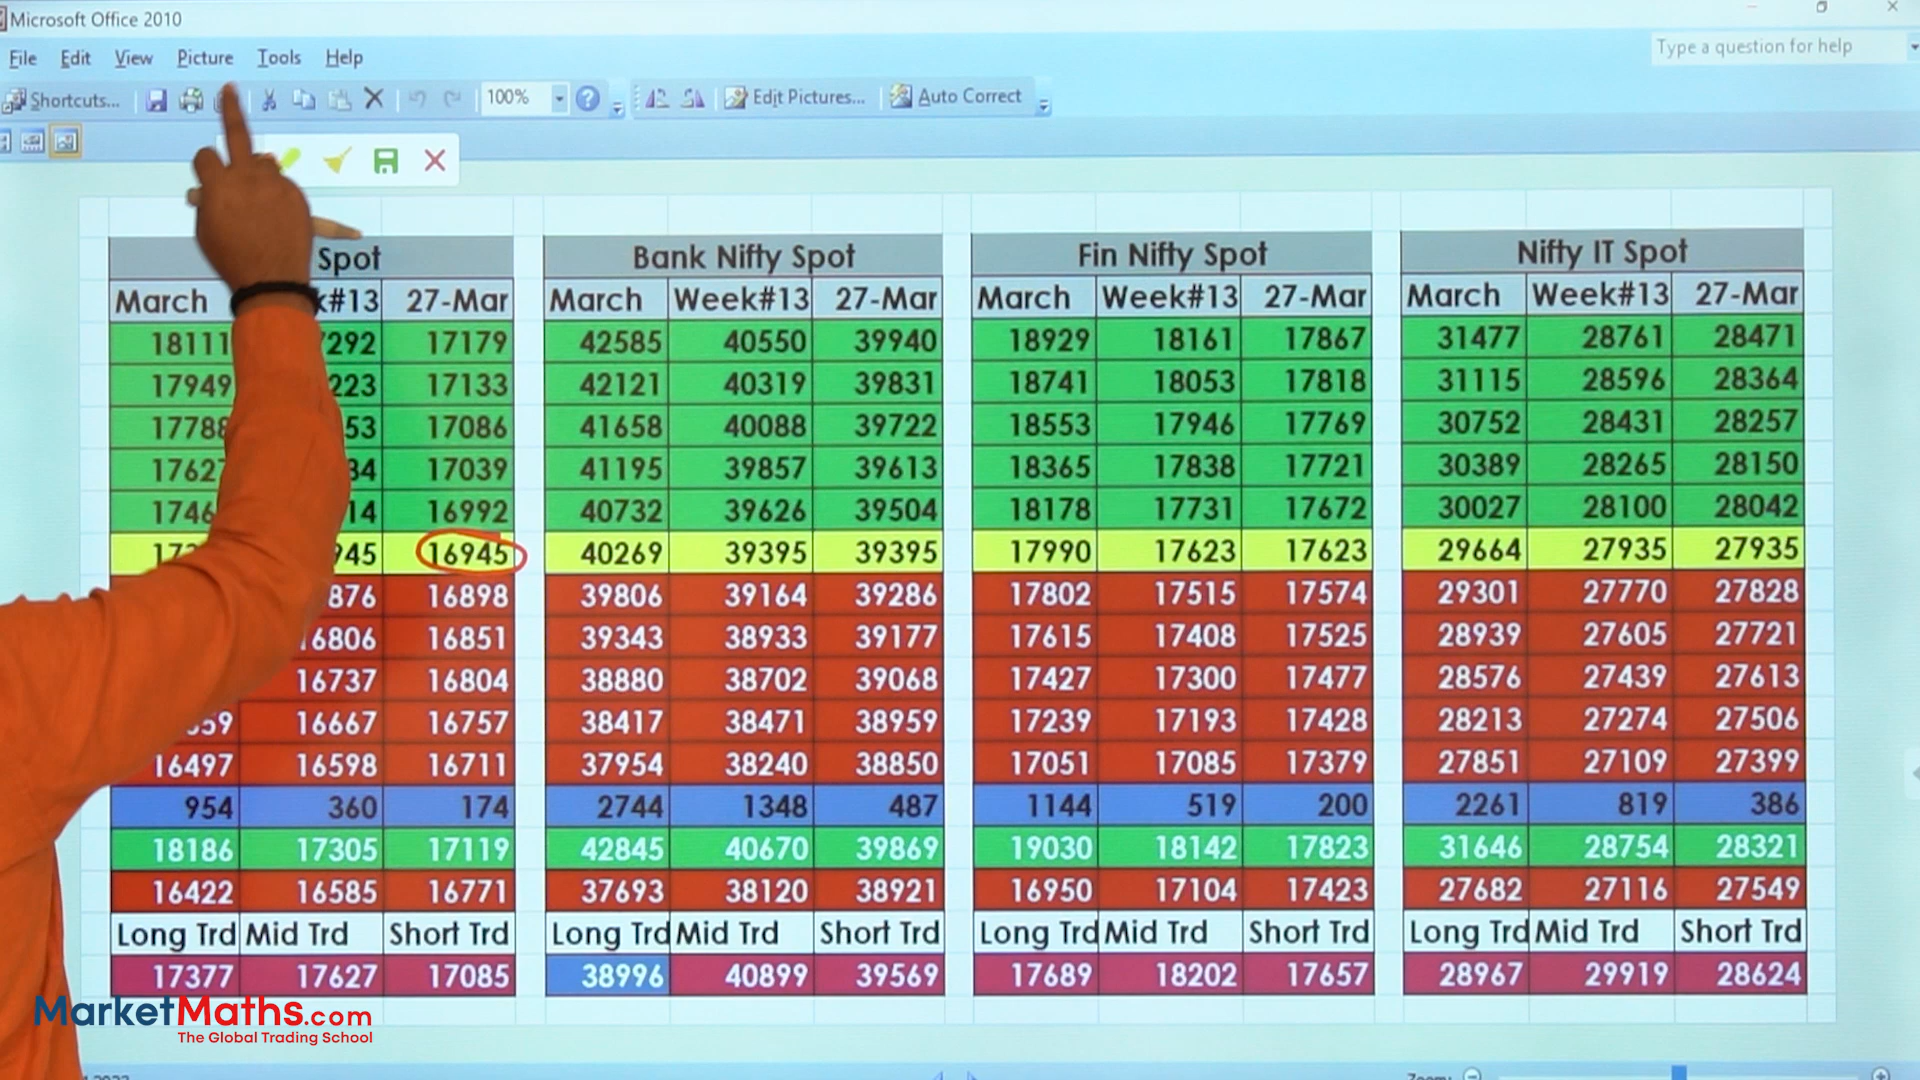 Microsoft Office 2010
File Edit View Picture Tools Help
Type a question for help
Shortcuts... 100% Edit Pictures... Auto Correct
Spot Bank Nifty Spot Fin Nifty Spot Nifty IT Spot
March k#13 27-Mar March Week#13 27-Mar March Week#13 27-Mar March Week#13 27-Mar
18111 292 17179 42585 40550 39940 18929 18161 17867 31477 28761 28471
17949 223 17133 42121 40319 39831 18741 18053 17818 31115 28596 28364
17788 53 17086 41658 40088 39722 18553 17946 17769 30752 28431 28257
17627 34 17039 41195 39857 39613 18365 17838 17721 30389 28265 28150
1746 14 16992 40732 39626 39504 18178 17731 17672 30027 28100 28042
945 16945 40269 39395 39395 17990 17623 17623 29664 27935 27935
876 16898 39806 39164 39286 17802 17515 17574 29301 27770 27828
16806 16851 39343 38933 39177 17615 17408 17525 28939 27605 27721
16737 16804 38880 38702 39068 17427 17300 17477 28576 27439 27613
59 16667 16757 38417 38471 38959 17239 17193 17428 28213 27274 27506
16497 16598 16711 37954 38240 38850 17051 17085 17379 27851 27109 27399
954 360 174 2744 1348 487 1144 519 200 2261 819 386
18186 17305 17119 42845 40670 39869 19030 18142 17823 31646 28754 28321
16422 16585 16771 37693 38120 38921 16950 17104 17423 27682 27116 27549
Long Trd Mid Trd Short Trd Long Trd Mid Trd Short Trd Long Trd Mid Trd Short Trd Long Trd Mid Trd Short Trd
17377 17627 17085 38996 40899 39569 17689 18202 17657 28967 29919 28624
MarketMaths.com
The Global Trading School